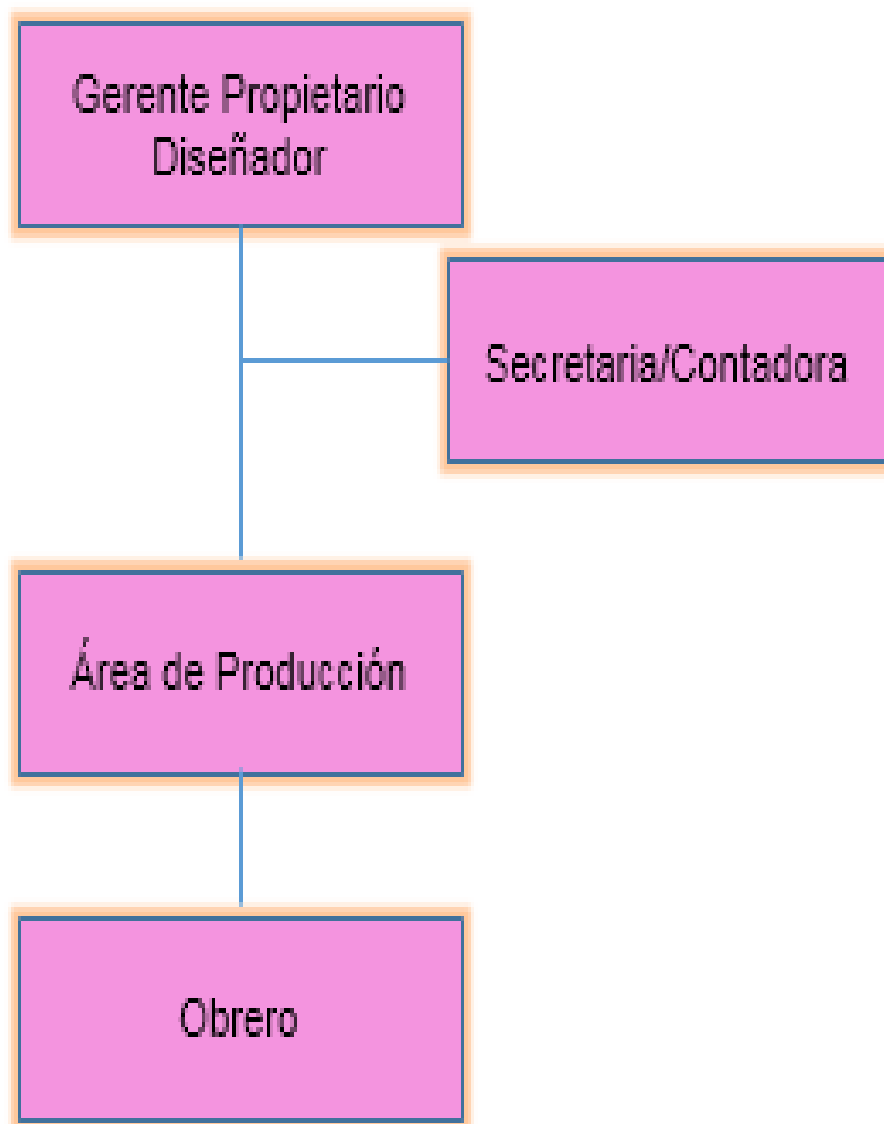 Gerente Propietario
Diseñador
Secretaria/Contadora
Área de Producción
Obrero